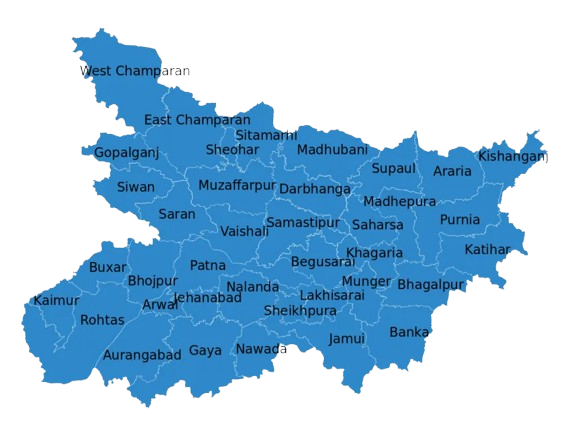 West Champaran
East Champaran
Sitamarhi
Gopalganj
Sheohar
Madhubani
Kishanganj
Supaul
Araria
Siwan
Muzaffarpur
Darbhanga
Madhepura
Saran
Vaishali
Samastipur
Saharsa
Purnia
Katihar
Khagaria
Begusarai
Patna
Buxar
Bhojpur
Munger
Bhagalpur
Nalanda
Lakhisarai
Jehanabad
Arwal
Kaimur
Sheikhpura
Rohtas
Banka
Jamui
Nawada
Gaya
Aurangabad